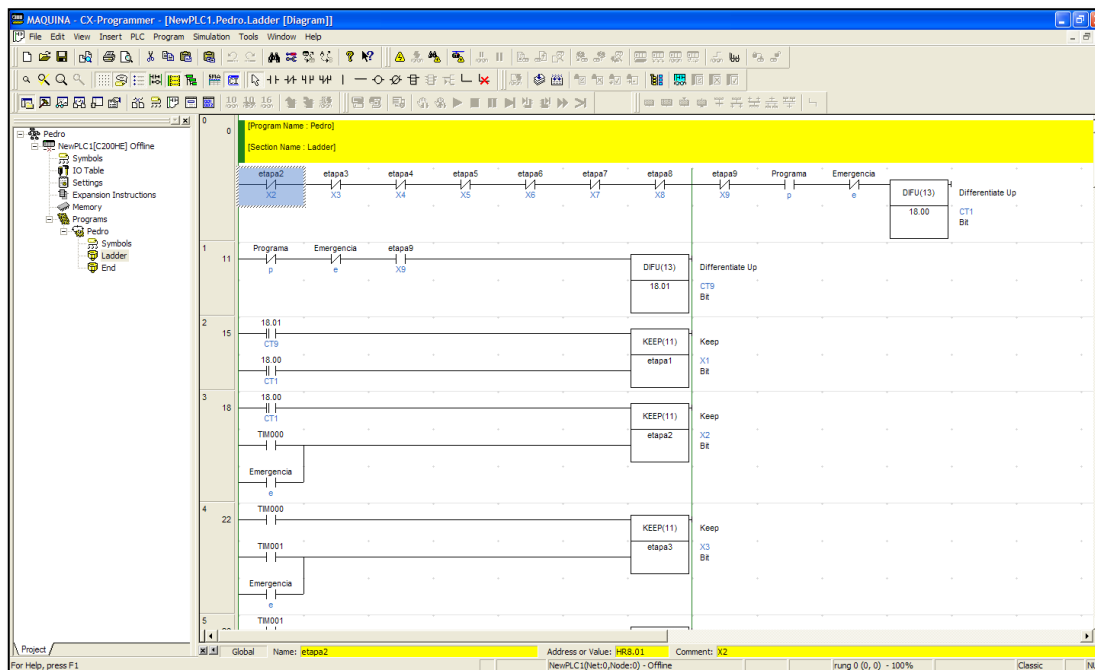 MAQUINA - CX-Programmer - [NewPLC1.Pedro.Ladder [Diagram]]
File Edit View Insert PLC Program Simulation Tools Window Help
10 10 16
Pedro
NewPLC1[C200HE] Offline
Symbols
IO Table
Settings
Expansion Instructions
Memory
Programs
Pedro
Symbols
Ladder
End
Project
0
0
[Program Name : Pedro]
[Section Name : Ladder]
etapa2 etapa3 etapa4 etapa5 etapa6 etapa7 etapa8 etapa9 Programa Emergencia
X2 X3 X4 X5 X6 X7 X8 X9 p e
DIFU(13) Differentiate Up
18.00 CT1
Bit
1
11
Programa Emergencia etapa9
p e X9
DIFU(13) Differentiate Up
18.01 CT9
Bit
2
15
18.01
CT9
KEEP(11) Keep
18.00
CT1
etapa1 X1
Bit
3
18
18.00
CT1
KEEP(11) Keep
TIM000
etapa2 X2
Bit
Emergencia
e
4
22
TIM000
KEEP(11) Keep
TIM001
etapa3 X3
Bit
Emergencia
e
5
TIM001
Global Name: etapa2 Address or Value: HR8.01 Comment: X2
For Help, press F1 NewPLC1(Net:0,Node:0) - Offline rung 0 (0, 0) - 100% Classic